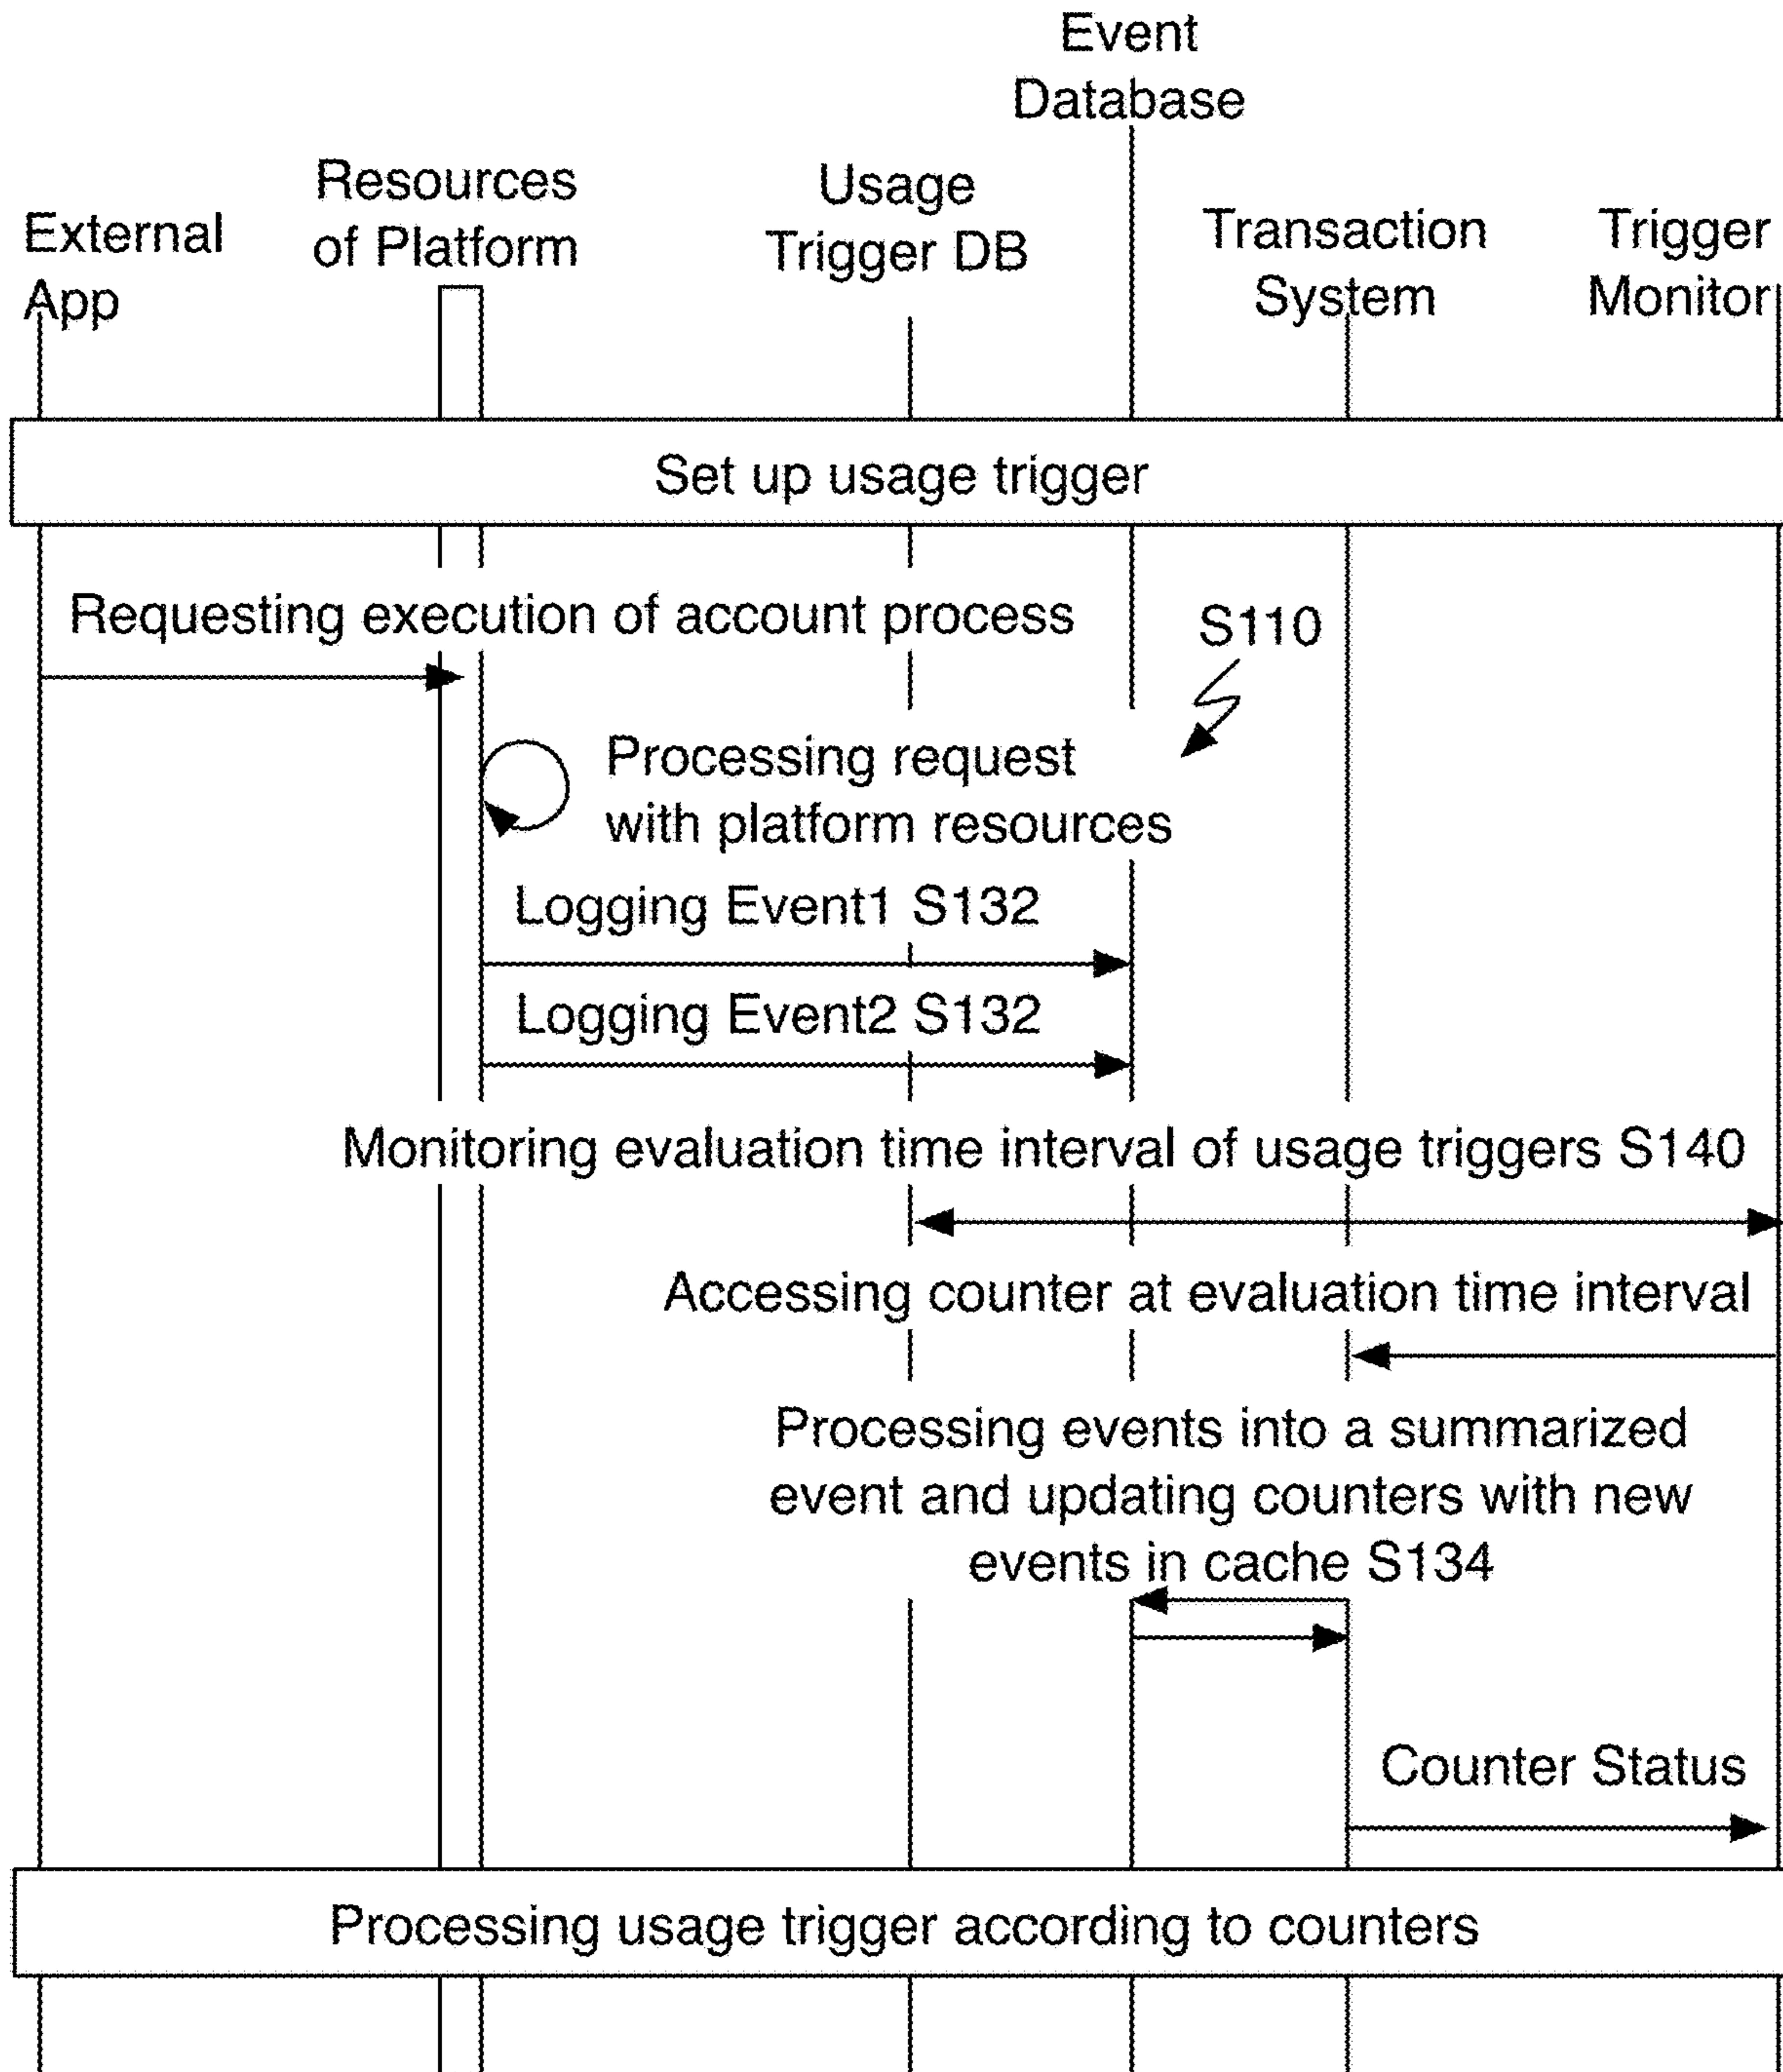 Event
Database
Resources
of Platform
Usage
Trigger DB
External
App
Transaction
System
Trigger
Monitor
Set up usage trigger
Requesting execution of account process
S110
Processing request
with platform resources
Logging Event1 S132
Logging Event2 S132
Monitoring evaluation time interval of usage triggers S140
Accessing counter at evaluation time interval
Processing events into a summarized
event and updating counters with new
events in cache S134
Counter Status
Processing usage trigger according to counters